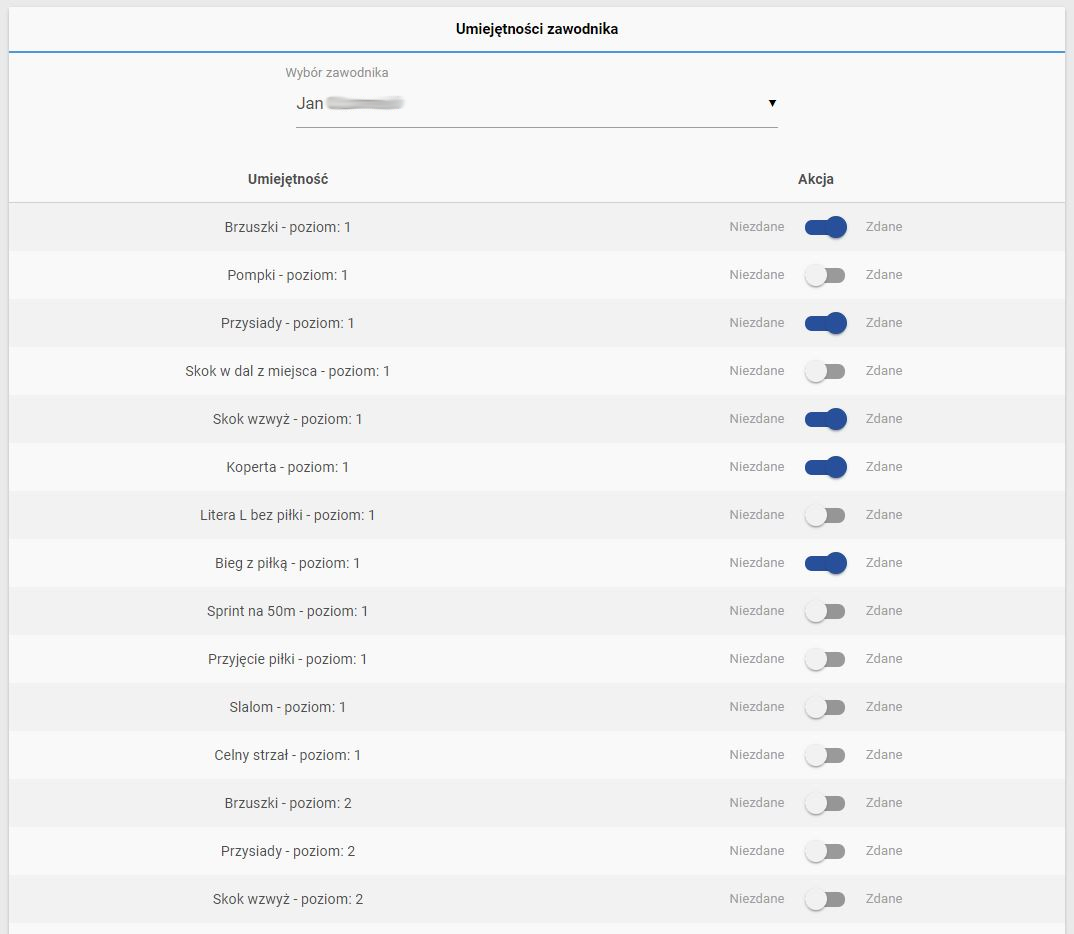 Umiejętności zawodnika
Wybór zawodnika
Jan
Umiejętność Akcja
Brzuszki - poziom: 1 Niezdane Zdane
Pompki - poziom: 1 Niezdane Zdane
Przysiady - poziom: 1 Niezdane Zdane
Skok w dal z miejsca - poziom: 1 Niezdane Zdane
Skok wzwyż - poziom: 1 Niezdane Zdane
Koperta - poziom: 1 Niezdane Zdane
Litera L bez piłki - poziom: 1 Niezdane Zdane
Bieg z piłką - poziom: 1 Niezdane Zdane
Sprint na 50m - poziom: 1 Niezdane Zdane
Przyjęcie piłki - poziom: 1 Niezdane Zdane
Slalom - poziom: 1 Niezdane Zdane
Celny strzał - poziom: 1 Niezdane Zdane
Brzuszki - poziom: 2 Niezdane Zdane
Przysiady - poziom: 2 Niezdane Zdane
Skok wzwyż - poziom: 2 Niezdane Zdane